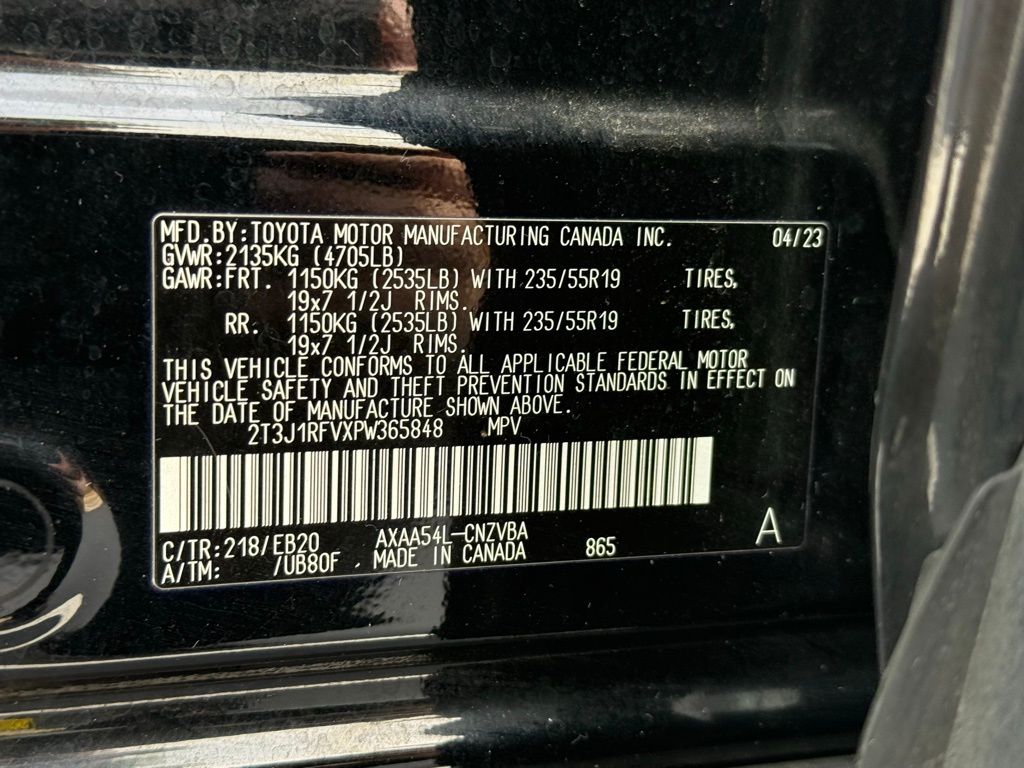 MFD.BY:TOYOTA MOTOR MANUFACTURING CANADA INC. 04/23
GVWR:2135KG (4705LB)
GAWR:FRT. 1150KG (2535LB) WITH 235/55R19 TIRES,
19x7 1/2J RIMS.
RR. 1150KG (2535LB) WITH 235/55R19 TIRES,
19x7 1/2J RIMS.
THIS VEHICLE CONFORMS TO ALL APPLICABLE FEDERAL MOTOR
VEHICLE SAFETY AND THEFT PREVENTION STANDARDS IN EFFECT ON
THE DATE OF MANUFACTURE SHOWN ABOVE.
2T3J1RFVXPW365848 MPV
C/TR:218/EB20 AXAA54L-CNZVBA A
A/TM: /UB80F MADE IN CANADA 865